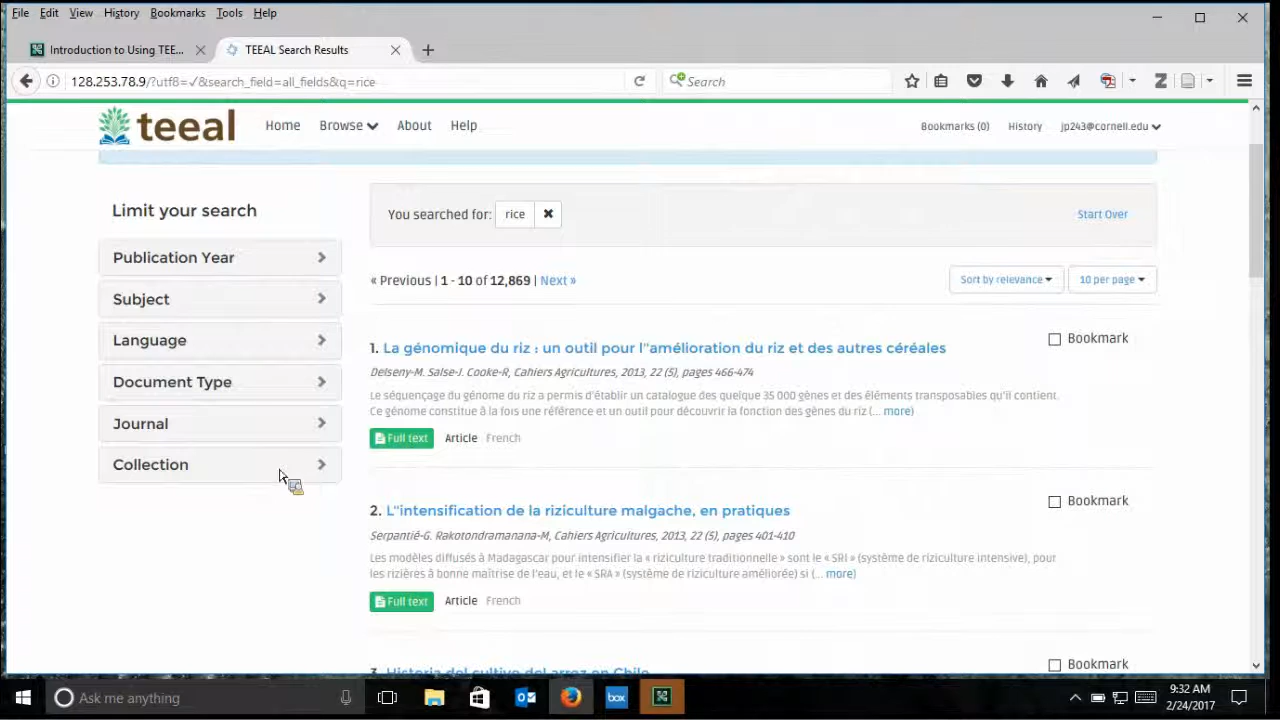 File Edit View History Bookmarks Tools Help
Introduction to Using TEE... TEEAL Search Results
128.253.78.9/?utf8=✓&search_field=all_fields&q=rice Search
teeal Home Browse About Help Bookmarks (0) History jp243@cornell.edu
Limit your search
Publication Year
Subject
Language
Document Type
Journal
Collection
You searched for: rice ✖ Start Over
« Previous | 1 - 10 of 12,869 | Next » Sort by relevance 10 per page
1. La génomique du riz : un outil pour l''amélioration du riz et des autres céréales Bookmark
Delseny-M. Salse-J. Cooke-R, Cahiers Agricultures, 2013, 22 (5), pages 466-474
Le séquençage du génome du riz a permis d'établir un catalogue des quelque 35 000 gènes et des éléments transposables qu'il contient.
Ce génome constitue à la fois une référence et un outil pour découvrir la fonction des gènes du riz (... more)
Full text Article French
2. L''intensification de la riziculture malgache, en pratiques Bookmark
Serpantié-G. Rakotondramanana-M, Cahiers Agricultures, 2013, 22 (5), pages 401-410
Les modèles diffusés à Madagascar pour intensifier la « riziculture traditionnelle » sont le « SRI » (système de riziculture intensive), pour
les rizières à bonne maîtrise de l'eau, et le « SRA » (système de riziculture améliorée) si (... more)
Full text Article French
3. Historia del cultivo del arroz en Chile Bookmark
Ask me anything box 9:32 AM
2/24/2017